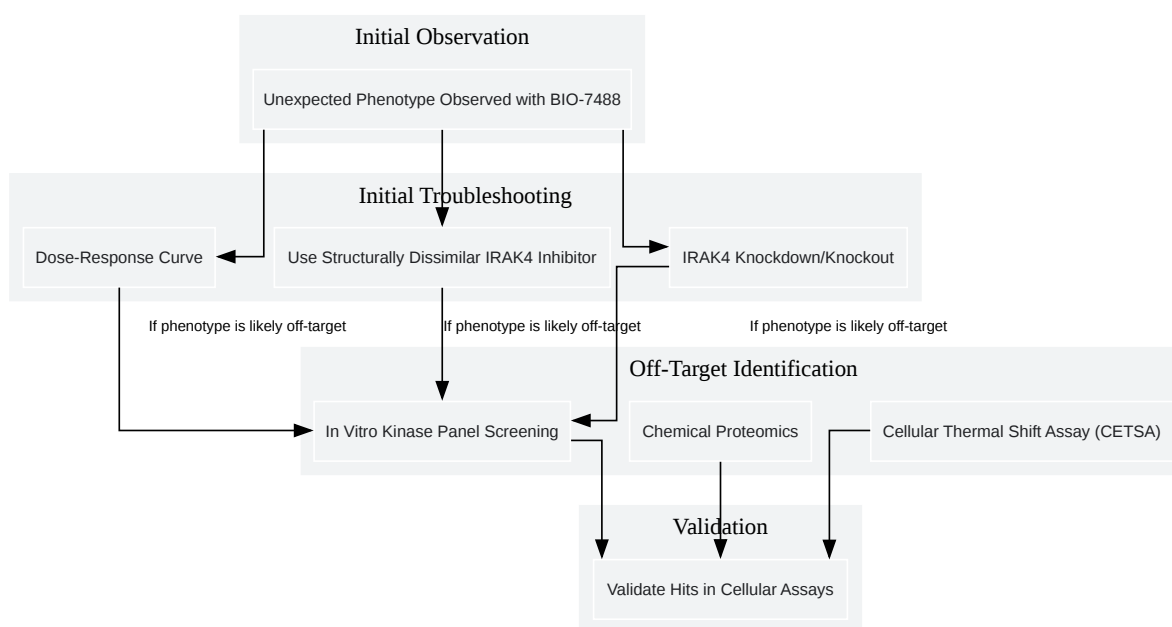 Initial Observation
Unexpected Phenotype Observed with BIO-7488
Initial Troubleshooting
Dose-Response Curve
Use Structurally Dissimilar IRAK4 Inhibitor
IRAK4 Knockdown/Knockout
If phenotype is likely off-target
If phenotype is likely off-target
If phenotype is likely off-target
Off-Target Identification
In Vitro Kinase Panel Screening
Chemical Proteomics
Cellular Thermal Shift Assay (CETSA)
Validation
Validate Hits in Cellular Assays